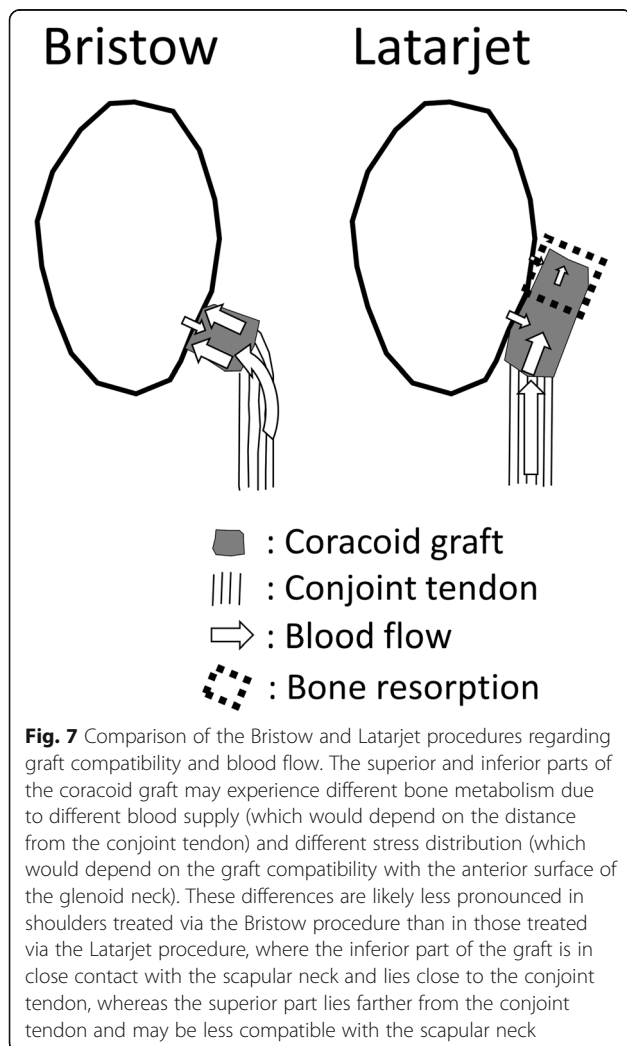 Bristow Latarjet
: Coracoid graft
: Conjoint tendon
: Blood flow
: Bone resorption
Fig. 7 Comparison of the Bristow and Latarjet procedures regarding
graft compatibility and blood flow. The superior and inferior parts of
the coracoid graft may experience different bone metabolism due
to different blood supply (which would depend on the distance
from the conjoint tendon) and different stress distribution (which
would depend on the graft compatibility with the anterior surface of
the glenoid neck). These differences are likely less pronounced in
shoulders treated via the Bristow procedure than in those treated
via the Latarjet procedure, where the inferior part of the graft is in
close contact with the scapular neck and lies close to the conjoint
tendon, whereas the superior part lies farther from the conjoint
tendon and may be less compatible with the scapular neck